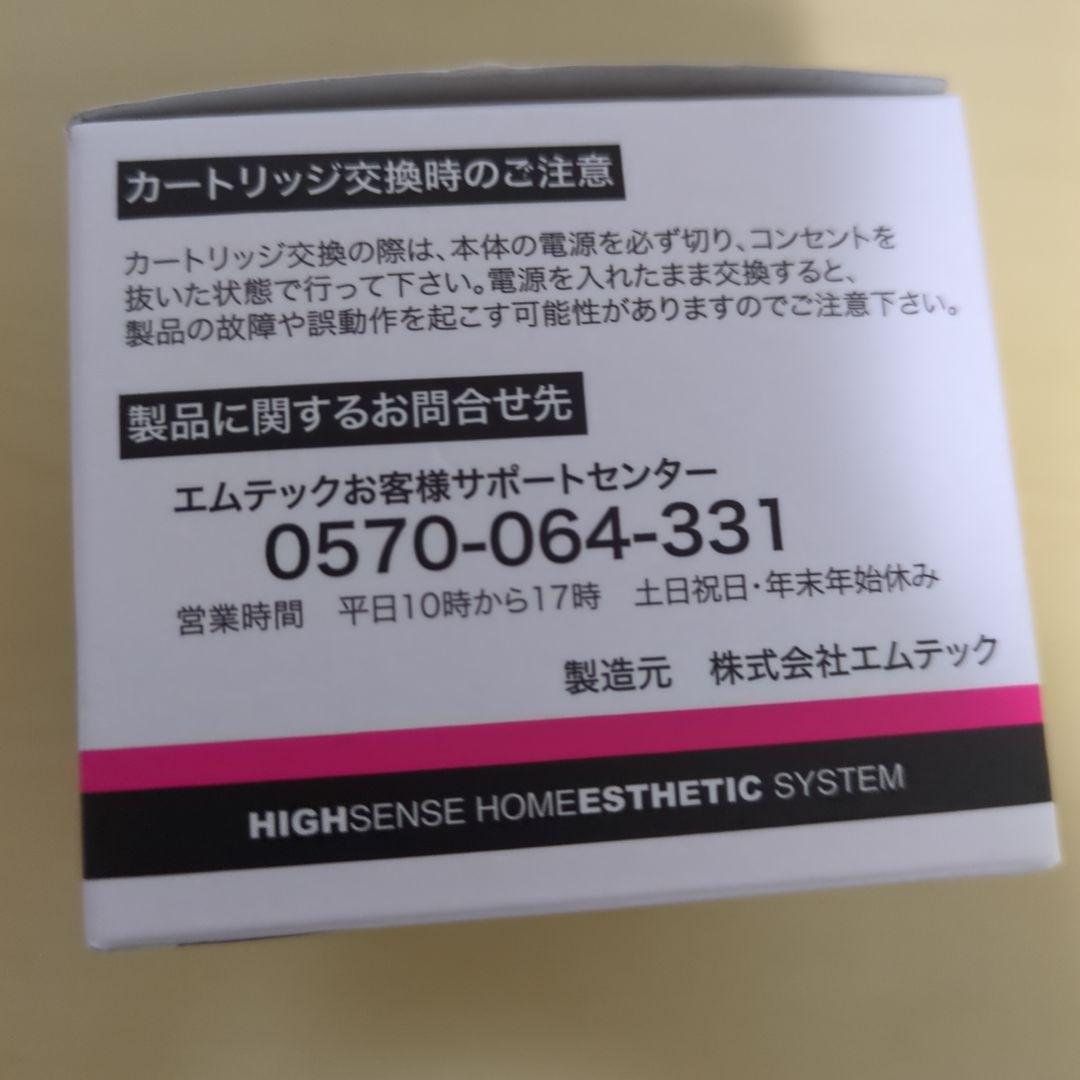 カートリッジ交換時のご注意
カートリッジ交換の際は、本体の電源を必ず切り、コンセントを
抜いた状態で行って下さい。電源を入れたまま交換すると、
製品の故障や誤動作を起こす可能性がありますのでご注意下さい。
製品に関するお問合せ先
エムテックお客様サポートセンター
0570-064-331
営業時間　平日10時から17時　土日祝日・年末年始休み
製造元　株式会社エムテック
HIGHSENSE HOMEESTHETIC SYSTEM